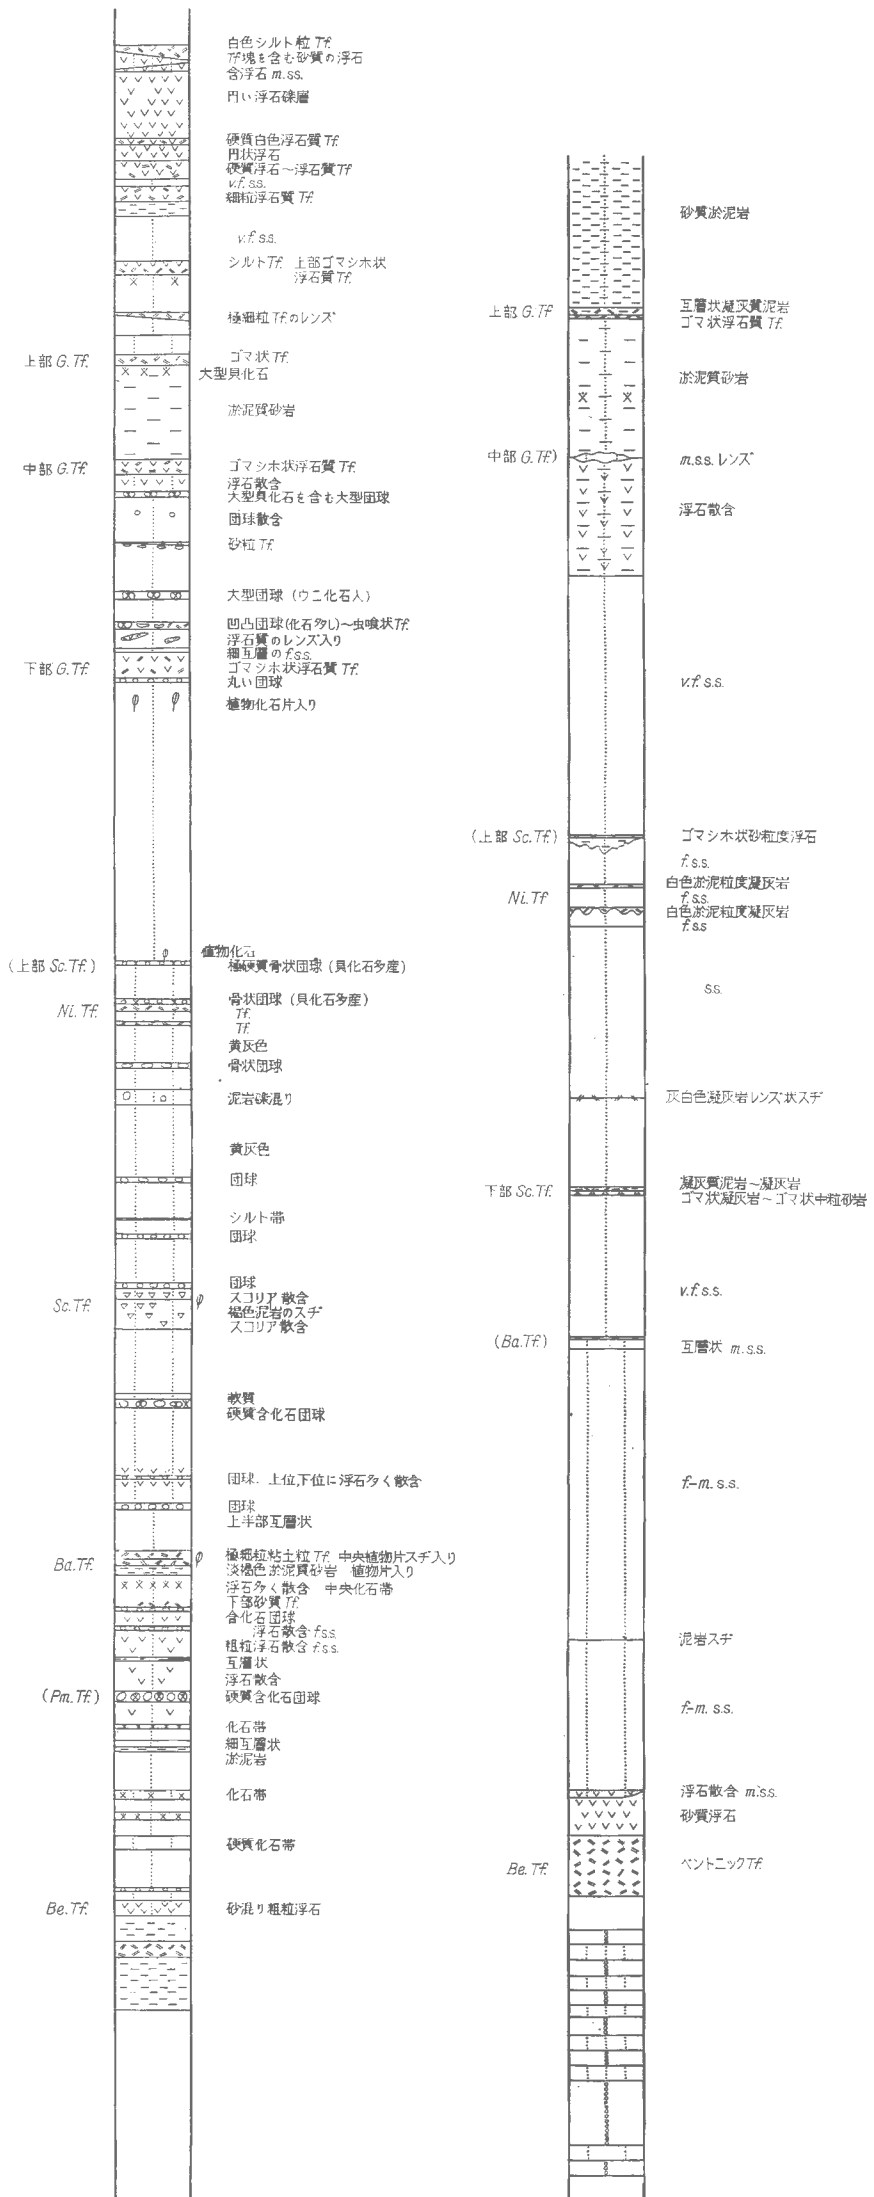 白色シルト粒 Tf.
Tf塊を含む砂質の浮石
含浮石 m.ss.
円い浮石礫層
硬質白色浮石質 Tf.
円状浮石
硬質浮石～浮石質Tf.
v.f. s.s.
細粒浮石質 Tf.
v.f. s.s.
シルトTf. 上部ゴマシホ状
浮石質 Tf.
極細粒 Tf.のレンズ
上部 G.Tf.
ゴマ状 Tf.
大型貝化石
淤泥質砂岩
中部 G.Tf.
ゴマシホ状浮石質 Tf.
浮石散含
大型貝化石を含む大型団球
団球散含
砂粒 Tf.
大型団球 (ウニ化石入)
凹凸団球(化石多し)～虫喰状Tf.
浮石質のレンズ入り
細互層の f.s.s.
下部 G.Tf.
ゴマシホ状浮石質 Tf.
丸い団球
植物化石片入り
植物化石
(上部 Sc.Tf.)
極硬質骨状団球 (貝化石多産)
骨状団球 (貝化石多産)
Ni.Tf.
Tf.
Tf.
黄灰色
骨状団球
泥岩礫混り
黄灰色
団球
シルト帯
団球
団球
スコリア散含
Sc.Tf.
褐色泥岩のスヂ
スコリア散含
軟質
硬質含化石団球
団球. 上位,下位に浮石多く散含
団球
上半部互層状
Ba.Tf.
極細粒粘土粒 Tf. 中央植物片スヂ入り
淡褐色淤泥質砂岩 植物片入り
浮石多く散含 中央化石帯
下部砂質 Tf.
含化石団球
浮石散含 f.s.s.
粗粒浮石散含 f.s.s.
互層状
浮石散含
(Pm.Tf.)
硬質含化石団球
化石帯
細互層状
淤泥岩
化石帯
硬質化石帯
Be.Tf.
砂混り粗粒浮石
砂質淤泥岩
上部 G.Tf
互層状凝灰質泥岩
ゴマ状浮石質 Tf.
淤泥質砂岩
中部 G.Tf)
m.s.s. レンズ
浮石散含
v.f. s.s.
(上部 Sc.Tf.)
ゴマシホ状砂粒度浮石
f. s.s.
白色淤泥粒度凝灰岩
Ni.Tf
f. s.s.
白色淤泥粒度凝灰岩
f. s.s
s.s.
灰白色凝灰岩レンズ状スヂ
凝灰質泥岩～凝灰岩
下部 Sc.Tf.
ゴマ状凝灰岩～ゴマ状中粒砂岩
v.f. s.s.
(Ba.Tf.)
互層状 m.s.s.
f.-m. s.s.
泥岩スヂ
f.-m. s.s.
浮石散含 m.s.s.
砂質浮石
Be.Tf.
ベントニックTf.